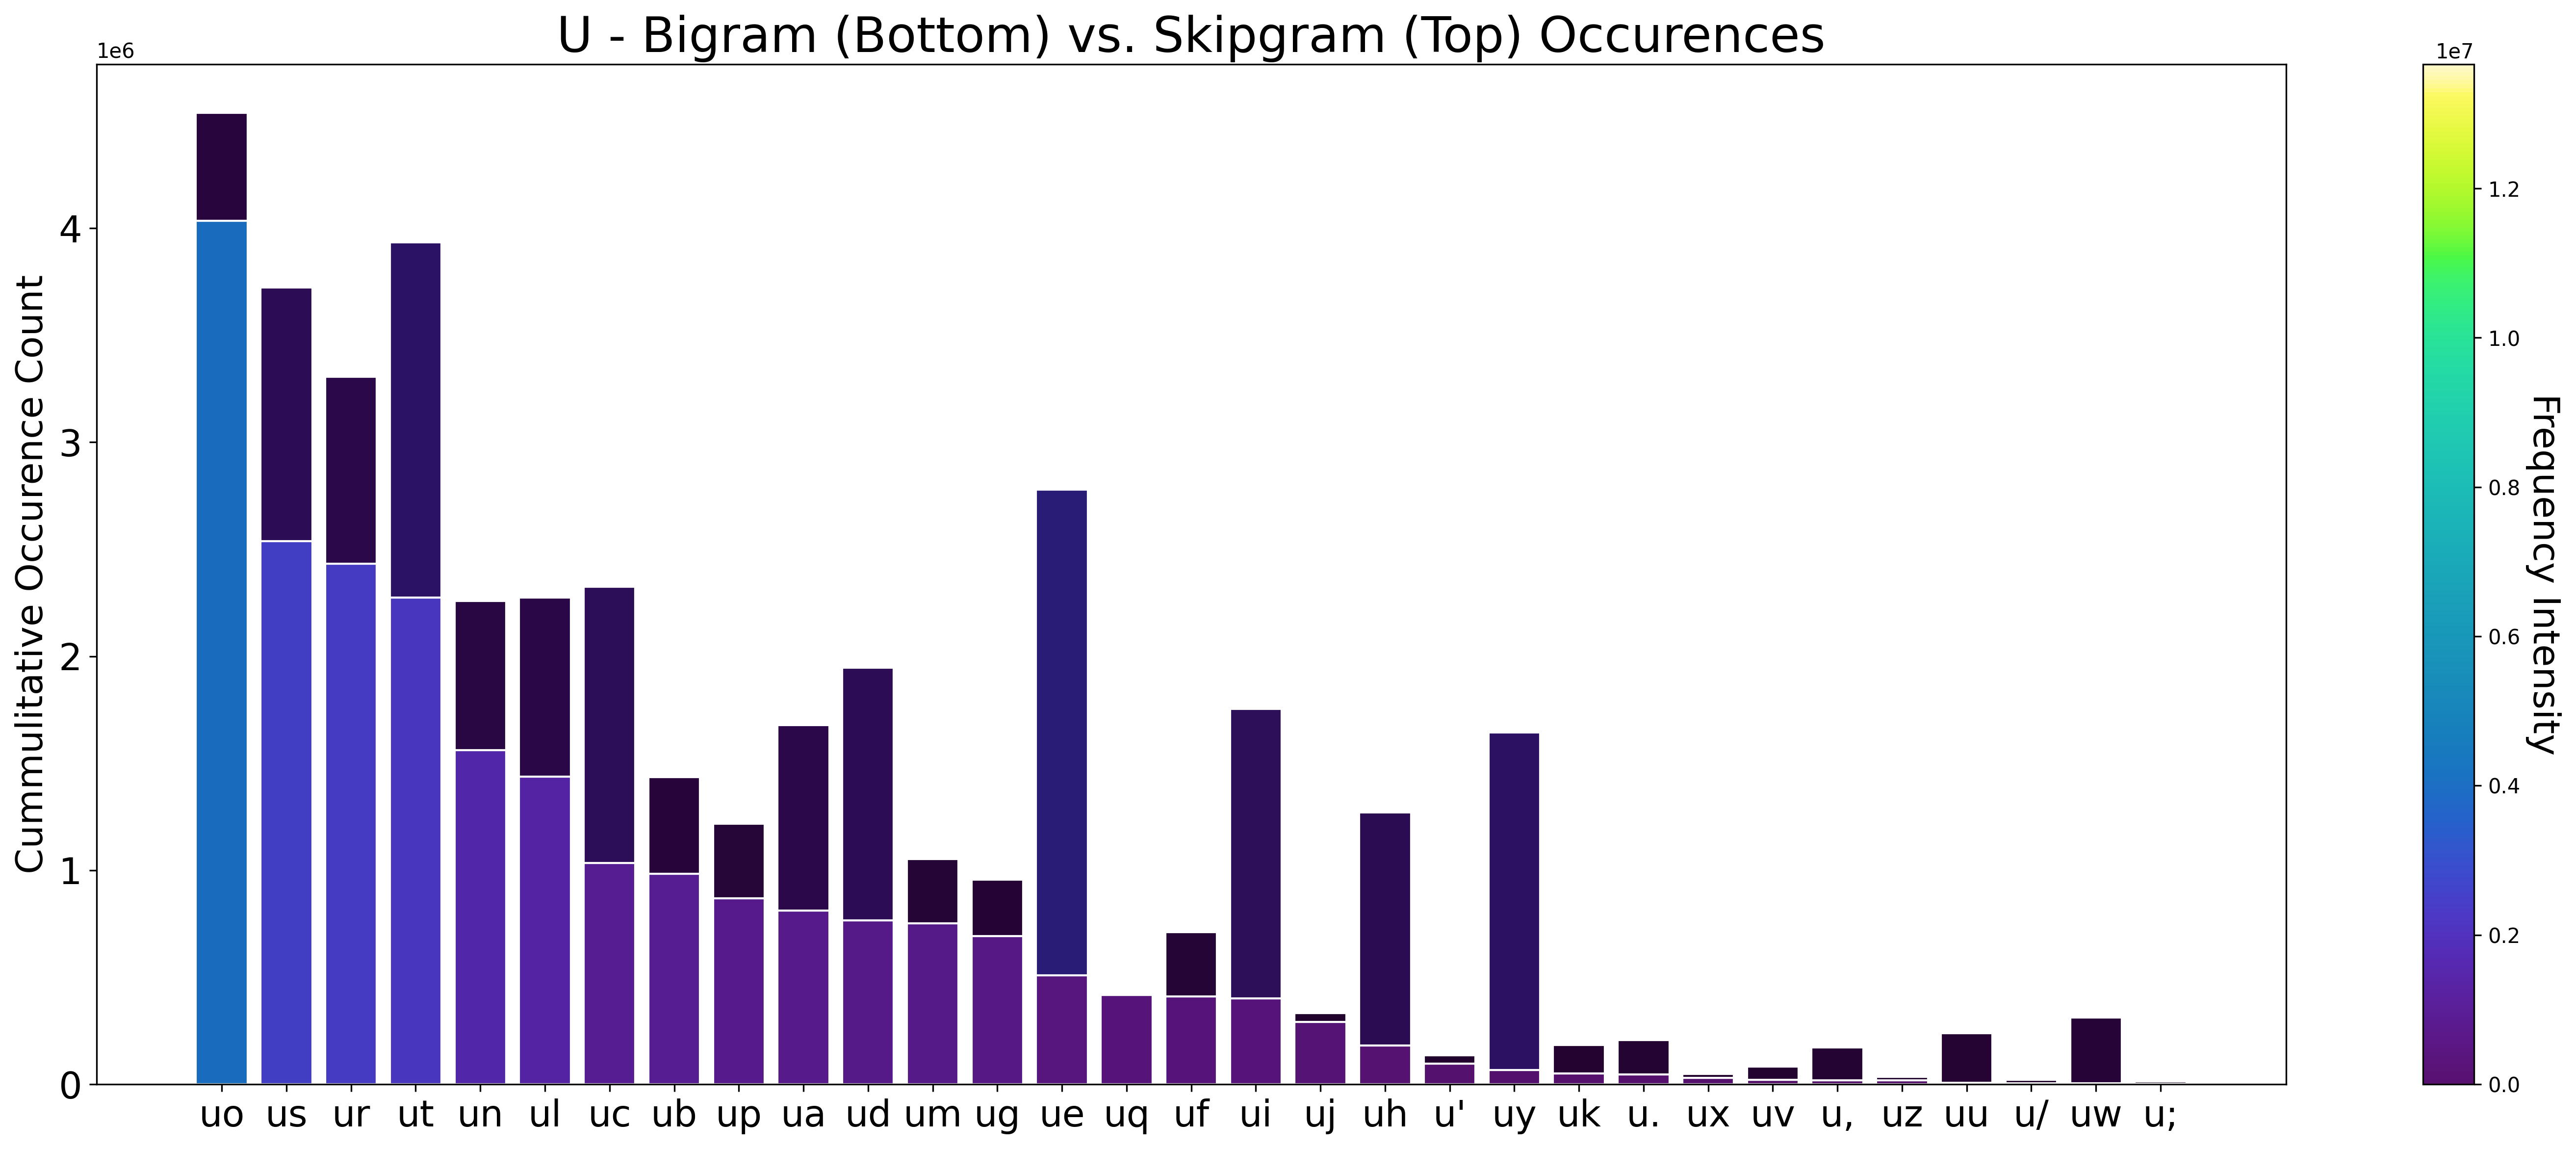 U - Bigram (Bottom) vs. Skipgram (Top) Occurences
1e6
1e7
Cummulitative Occurence Count
4
3
2
1
0
uo us ur ut un ul uc ub up ua ud um ug ue uq uf ui uj uh u' uy uk u. ux uv u, uz uu u/ uw u;
1.2
1.0
0.8
0.6
0.4
0.2
0.0
Frequency Intensity